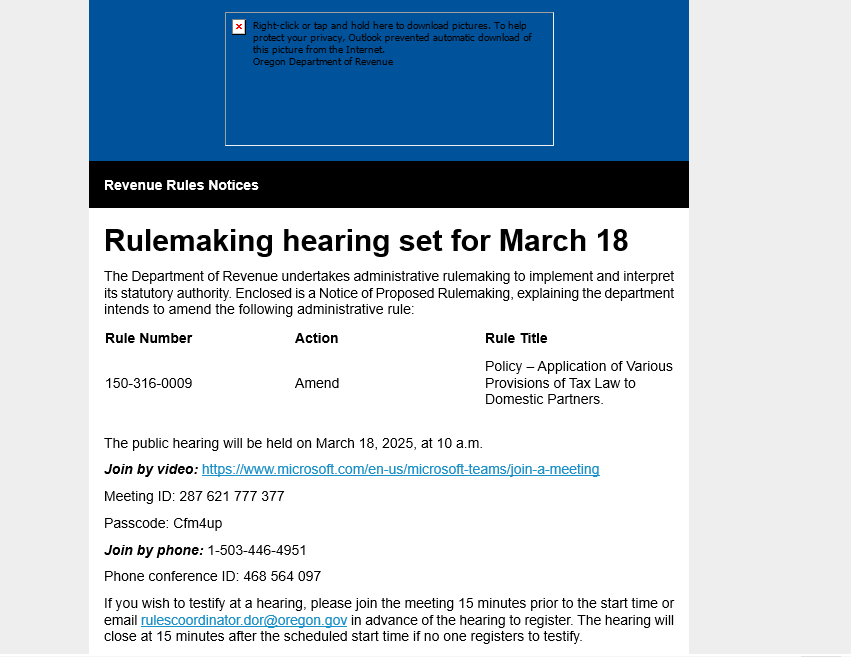 Right-click or tap and hold here to download pictures. To help
protect your privacy, Outlook prevented automatic download of
this picture from the Internet.
Oregon Department of Revenue
Revenue Rules Notices
Rulemaking hearing set for March 18
The Department of Revenue undertakes administrative rulemaking to implement and interpret
its statutory authority. Enclosed is a Notice of Proposed Rulemaking, explaining the department
intends to amend the following administrative rule:
Rule Number Action Rule Title
150-316-0009 Amend Policy – Application of Various
Provisions of Tax Law to
Domestic Partners.
The public hearing will be held on March 18, 2025, at 10 a.m.
Join by video: https://www.microsoft.com/en-us/microsoft-teams/join-a-meeting
Meeting ID: 287 621 777 377
Passcode: Cfm4up
Join by phone: 1-503-446-4951
Phone conference ID: 468 564 097
If you wish to testify at a hearing, please join the meeting 15 minutes prior to the start time or
email rulescoordinator.dor@oregon.gov in advance of the hearing to register. The hearing will
close at 15 minutes after the scheduled start time if no one registers to testify.